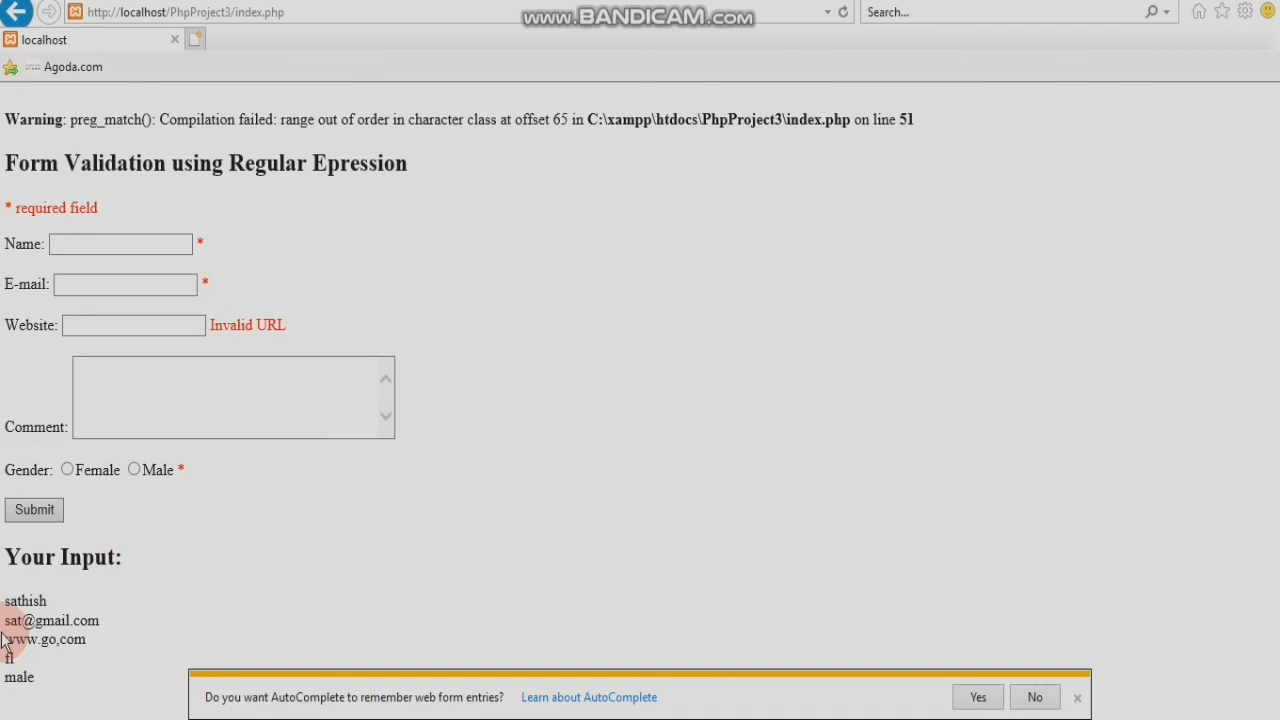 http://localhost/PhpProject3/index.php
www.BANDICAM.com
Search...
localhost
Agoda.com
Warning: preg_match(): Compilation failed: range out of order in character class at offset 65 in C:\xampp\htdocs\PhpProject3\index.php on line 51
Form Validation using Regular Epression
* required field
Name: *
E-mail: *
Website: Invalid URL
Comment:
Gender: Female Male *
Submit
Your Input:
sathish
sat@gmail.com
www.go,com
fl
male
Do you want AutoComplete to remember web form entries? Learn about AutoComplete Yes No x